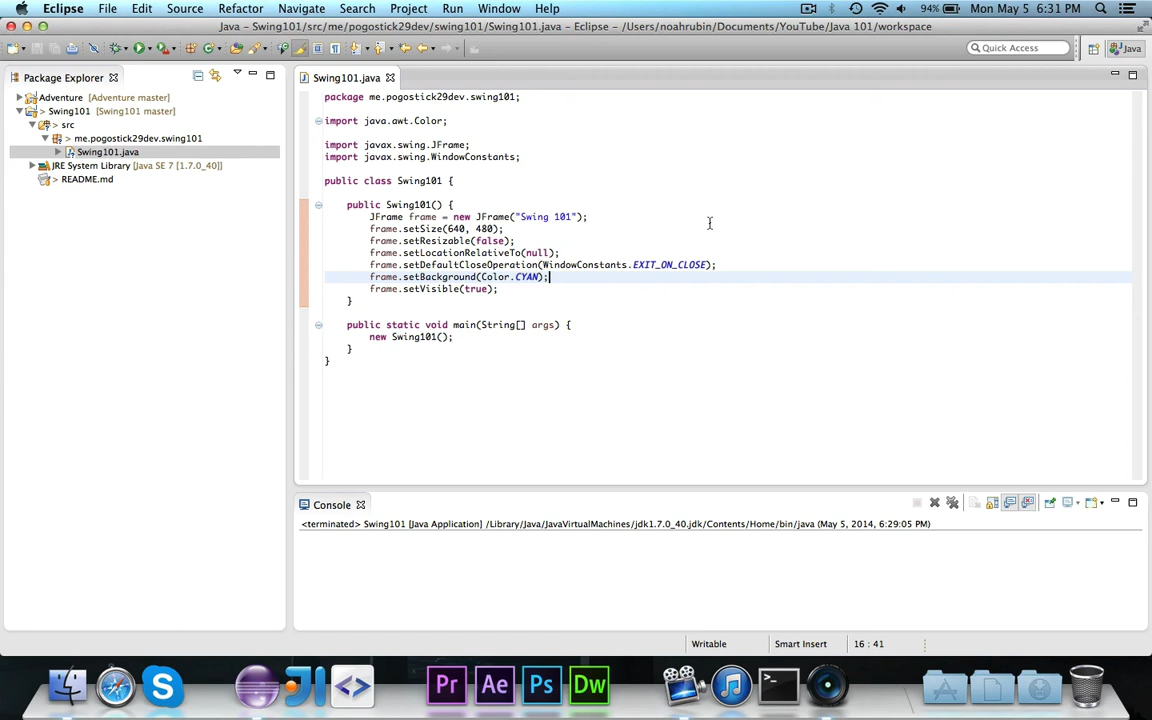 Eclipse File Edit Source Refactor Navigate Search Project Run Window Help 94% Mon May 5 6:31 PM
Java – Swing101/src/me/pogostick29dev/swing101/Swing101.java – Eclipse – /Users/noahrubin/Documents/YouTube/Java 101/workspace
Quick Access Java
Package Explorer
Adventure [Adventure master]
> Swing101 [Swing101 master]
> src
> me.pogostick29dev.swing101
Swing101.java
JRE System Library [Java SE 7 [1.7.0_40]]
> README.md
Swing101.java
package me.pogostick29dev.swing101;
import java.awt.Color;
import javax.swing.JFrame;
import javax.swing.WindowConstants;
public class Swing101 {
public Swing101() {
JFrame frame = new JFrame("Swing 101");
frame.setSize(640, 480);
frame.setResizable(false);
frame.setLocationRelativeTo(null);
frame.setDefaultCloseOperation(WindowConstants.EXIT_ON_CLOSE);
frame.setBackground(Color.CYAN);
frame.setVisible(true);
}
public static void main(String[] args) {
new Swing101();
}
}
Console
<terminated> Swing101 [Java Application] /Library/Java/JavaVirtualMachines/jdk1.7.0_40.jdk/Contents/Home/bin/java (May 5, 2014, 6:29:05 PM)
Writable Smart Insert 16 : 41
S Pr Ae Ps Dw >_